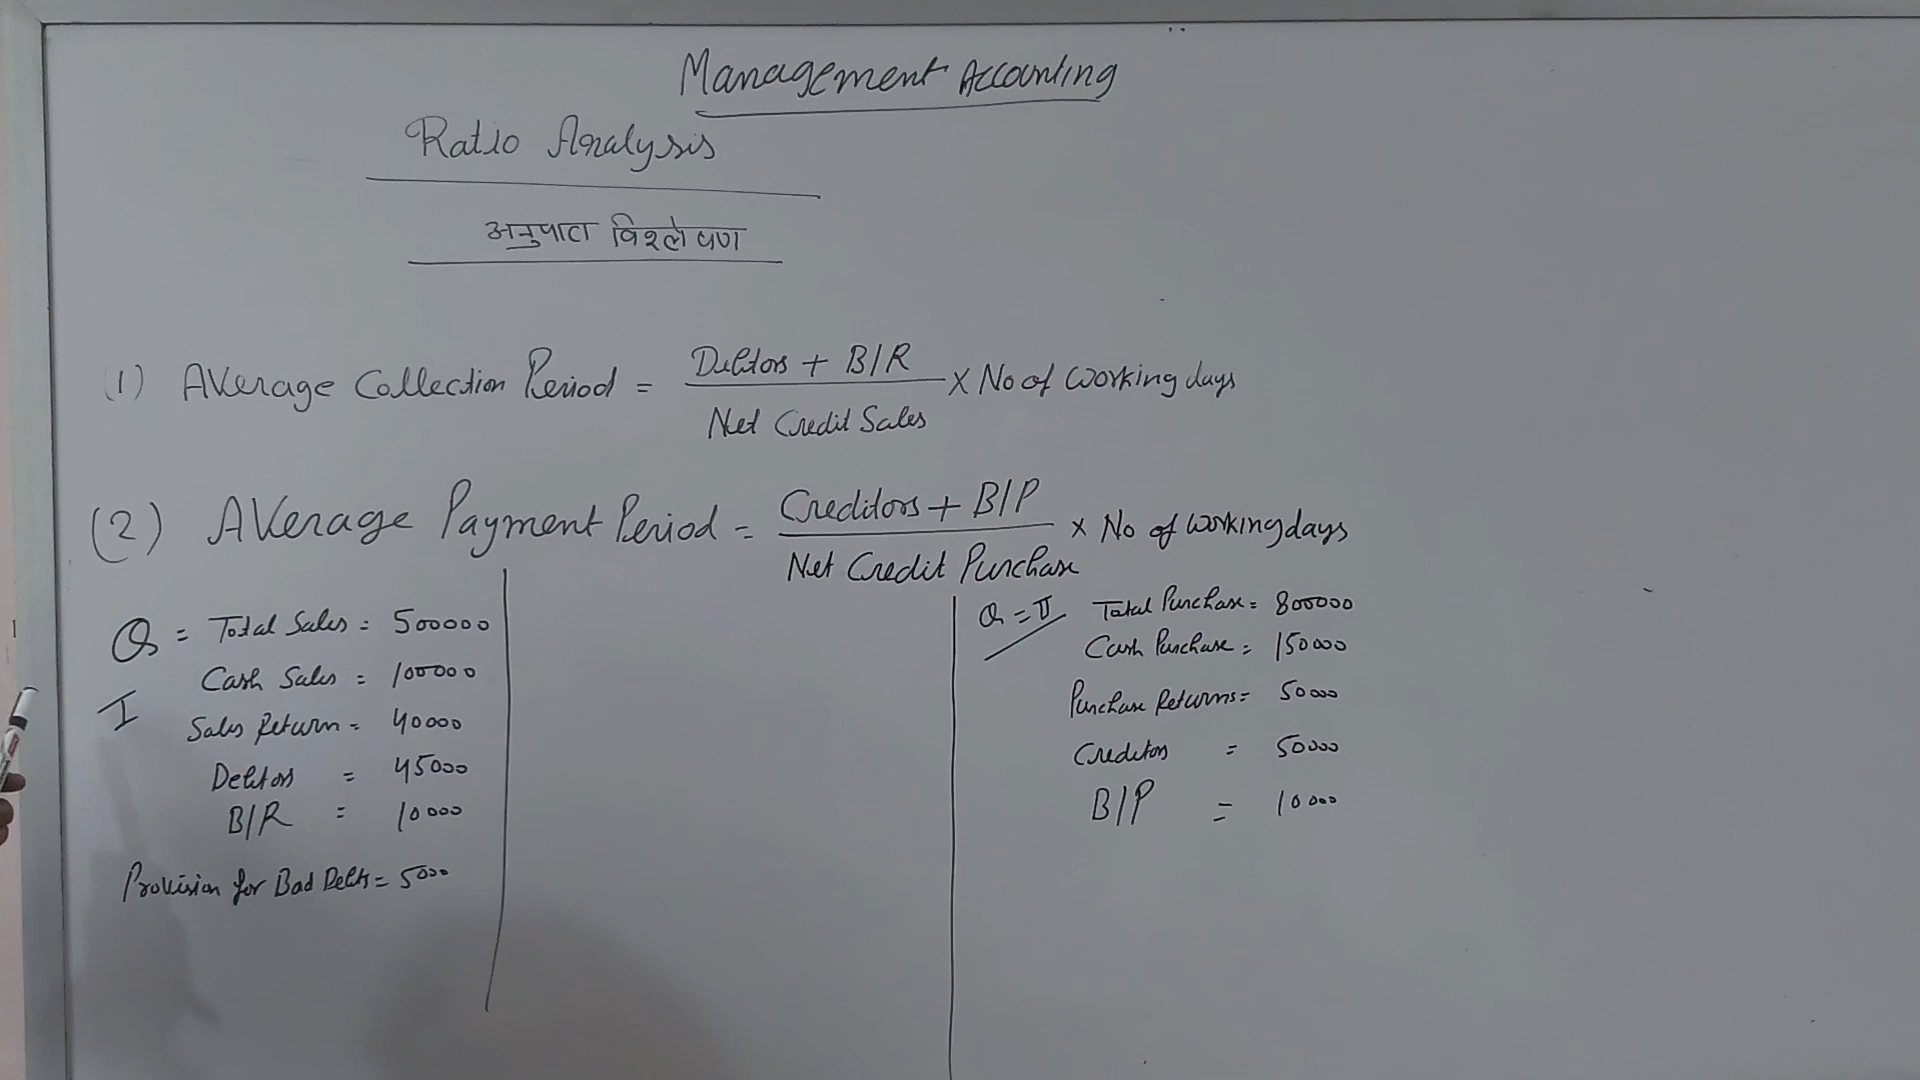 Management Accounting
Ratio Analysis
अनुपात विश्लेषण
(1) Average Collection Period = Debtors + B/R / Net Credit Sales × No of Working days
(2) Average Payment Period = Creditors + B/P / Net Credit Purchase × No of working days
Q = Total Sales = 500000
I Cash Sales = 100000
Sales Return = 40000
Debtors = 45000
B/R = 10000
Provision for Bad Debts = 5000
Q = II Total Purchase = 800000
Cash Purchase = 150000
Purchase Returns = 50000
Creditors = 50000
B/P = 10000